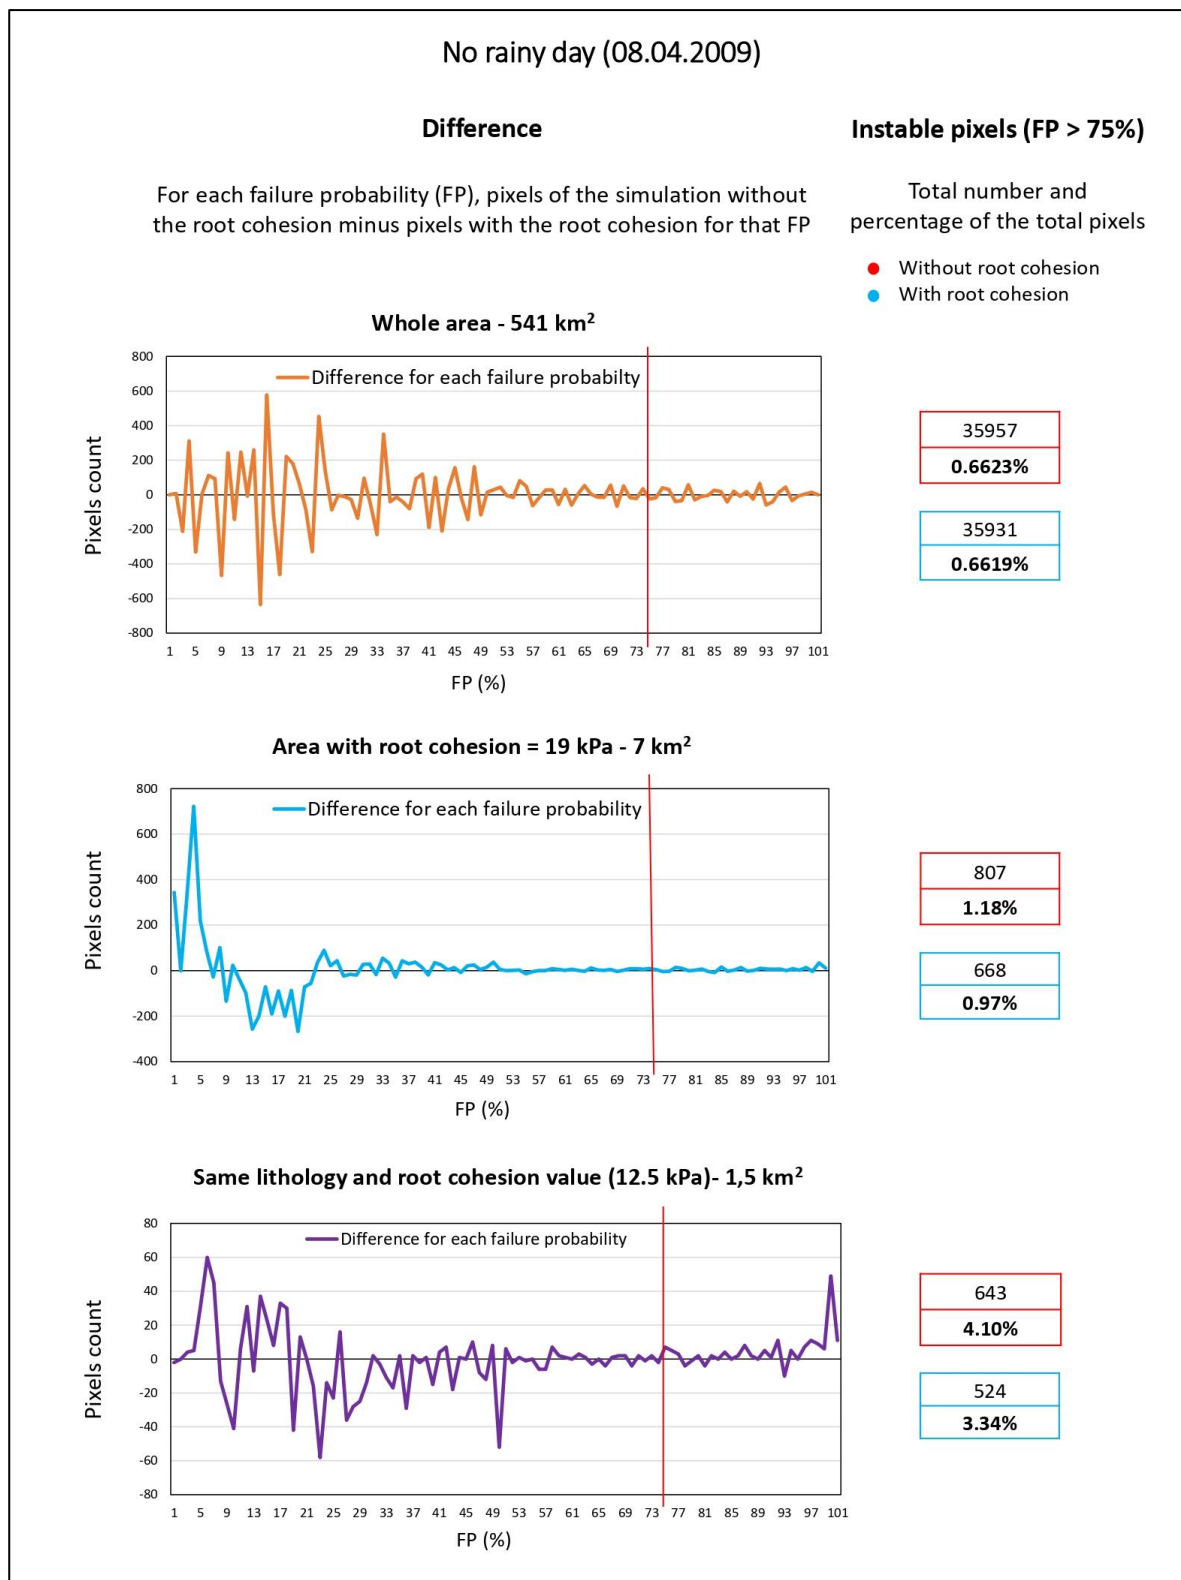 No rainy day (08.04.2009)
Difference
Instable pixels (FP > 75%)
For each failure probability (FP), pixels of the simulation without
the root cohesion minus pixels with the root cohesion for that FP
Total number and
percentage of the total pixels
Without root cohesion
With root cohesion
Whole area - 541 km²
Difference for each failure probabilty
Pixels count
800
600
400
200
0
-200
-400
-600
-800
1 5 9 13 17 21 25 29 33 37 41 45 49 53 57 61 65 69 73 77 81 85 89 93 97 101
FP (%)
35957
0.6623%
35931
0.6619%
Area with root cohesion = 19 kPa - 7 km²
Difference for each failure probability
Pixels count
800
600
400
200
0
-200
-400
1 5 9 13 17 21 25 29 33 37 41 45 49 53 57 61 65 69 73 77 81 85 89 93 97 101
FP (%)
807
1.18%
668
0.97%
Same lithology and root cohesion value (12.5 kPa)- 1,5 km²
Difference for each failure probability
Pixels count
80
60
40
20
0
-20
-40
-60
-80
1 5 9 13 17 21 25 29 33 37 41 45 49 53 57 61 65 69 73 77 81 85 89 93 97 101
FP (%)
643
4.10%
524
3.34%